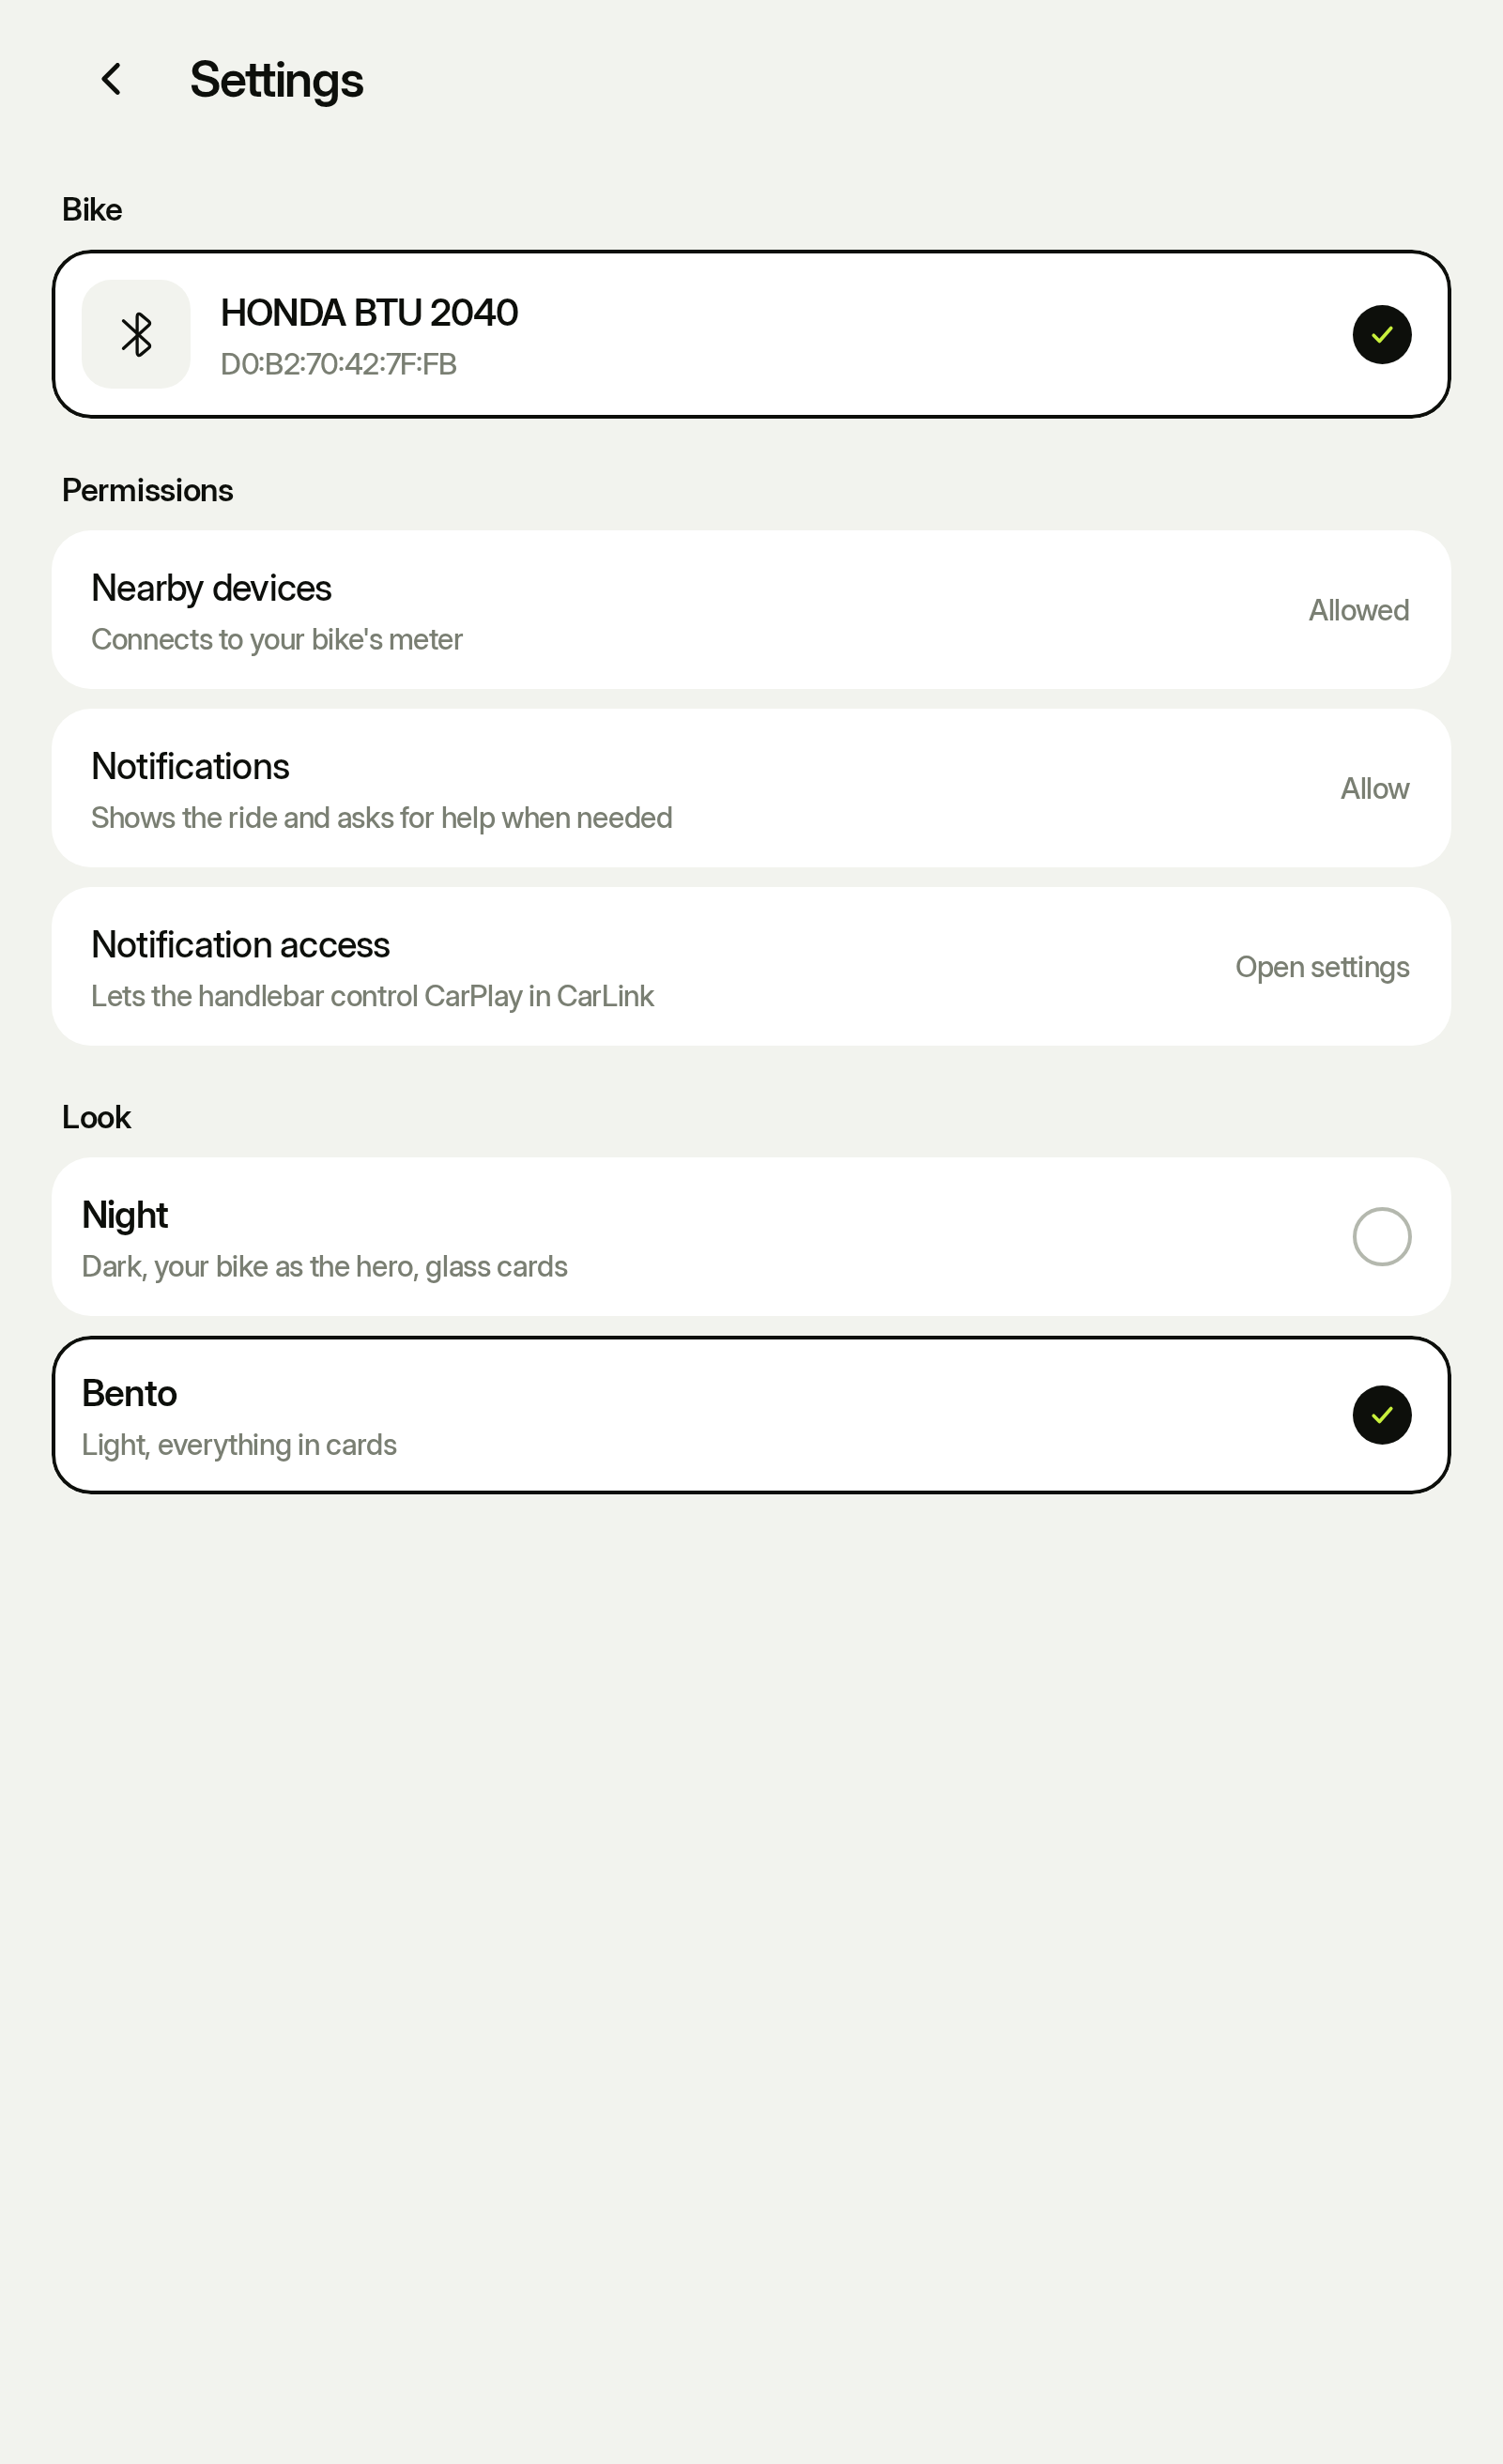 Settings
Bike
HONDA BTU 2040
D0:B2:70:42:7F:FB
Permissions
Nearby devices
Connects to your bike's meter
Allowed
Notifications
Shows the ride and asks for help when needed
Allow
Notification access
Lets the handlebar control CarPlay in CarLink
Open settings
Look
Night
Dark, your bike as the hero, glass cards
Bento
Light, everything in cards